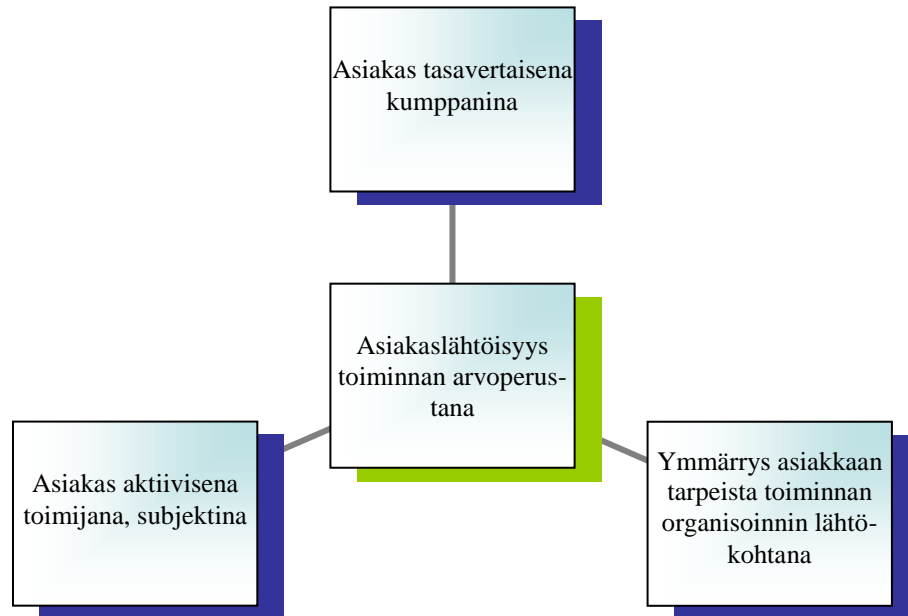 Asiakas tasavertaisena
kumppanina
Asiakaslähtöisyys
toiminnan arvoperus-
tana
Asiakas aktiivisena
toimijana, subjektina
Ymmärrys asiakkaan
tarpeista toiminnan
organisoinnin lähtö-
kohtana